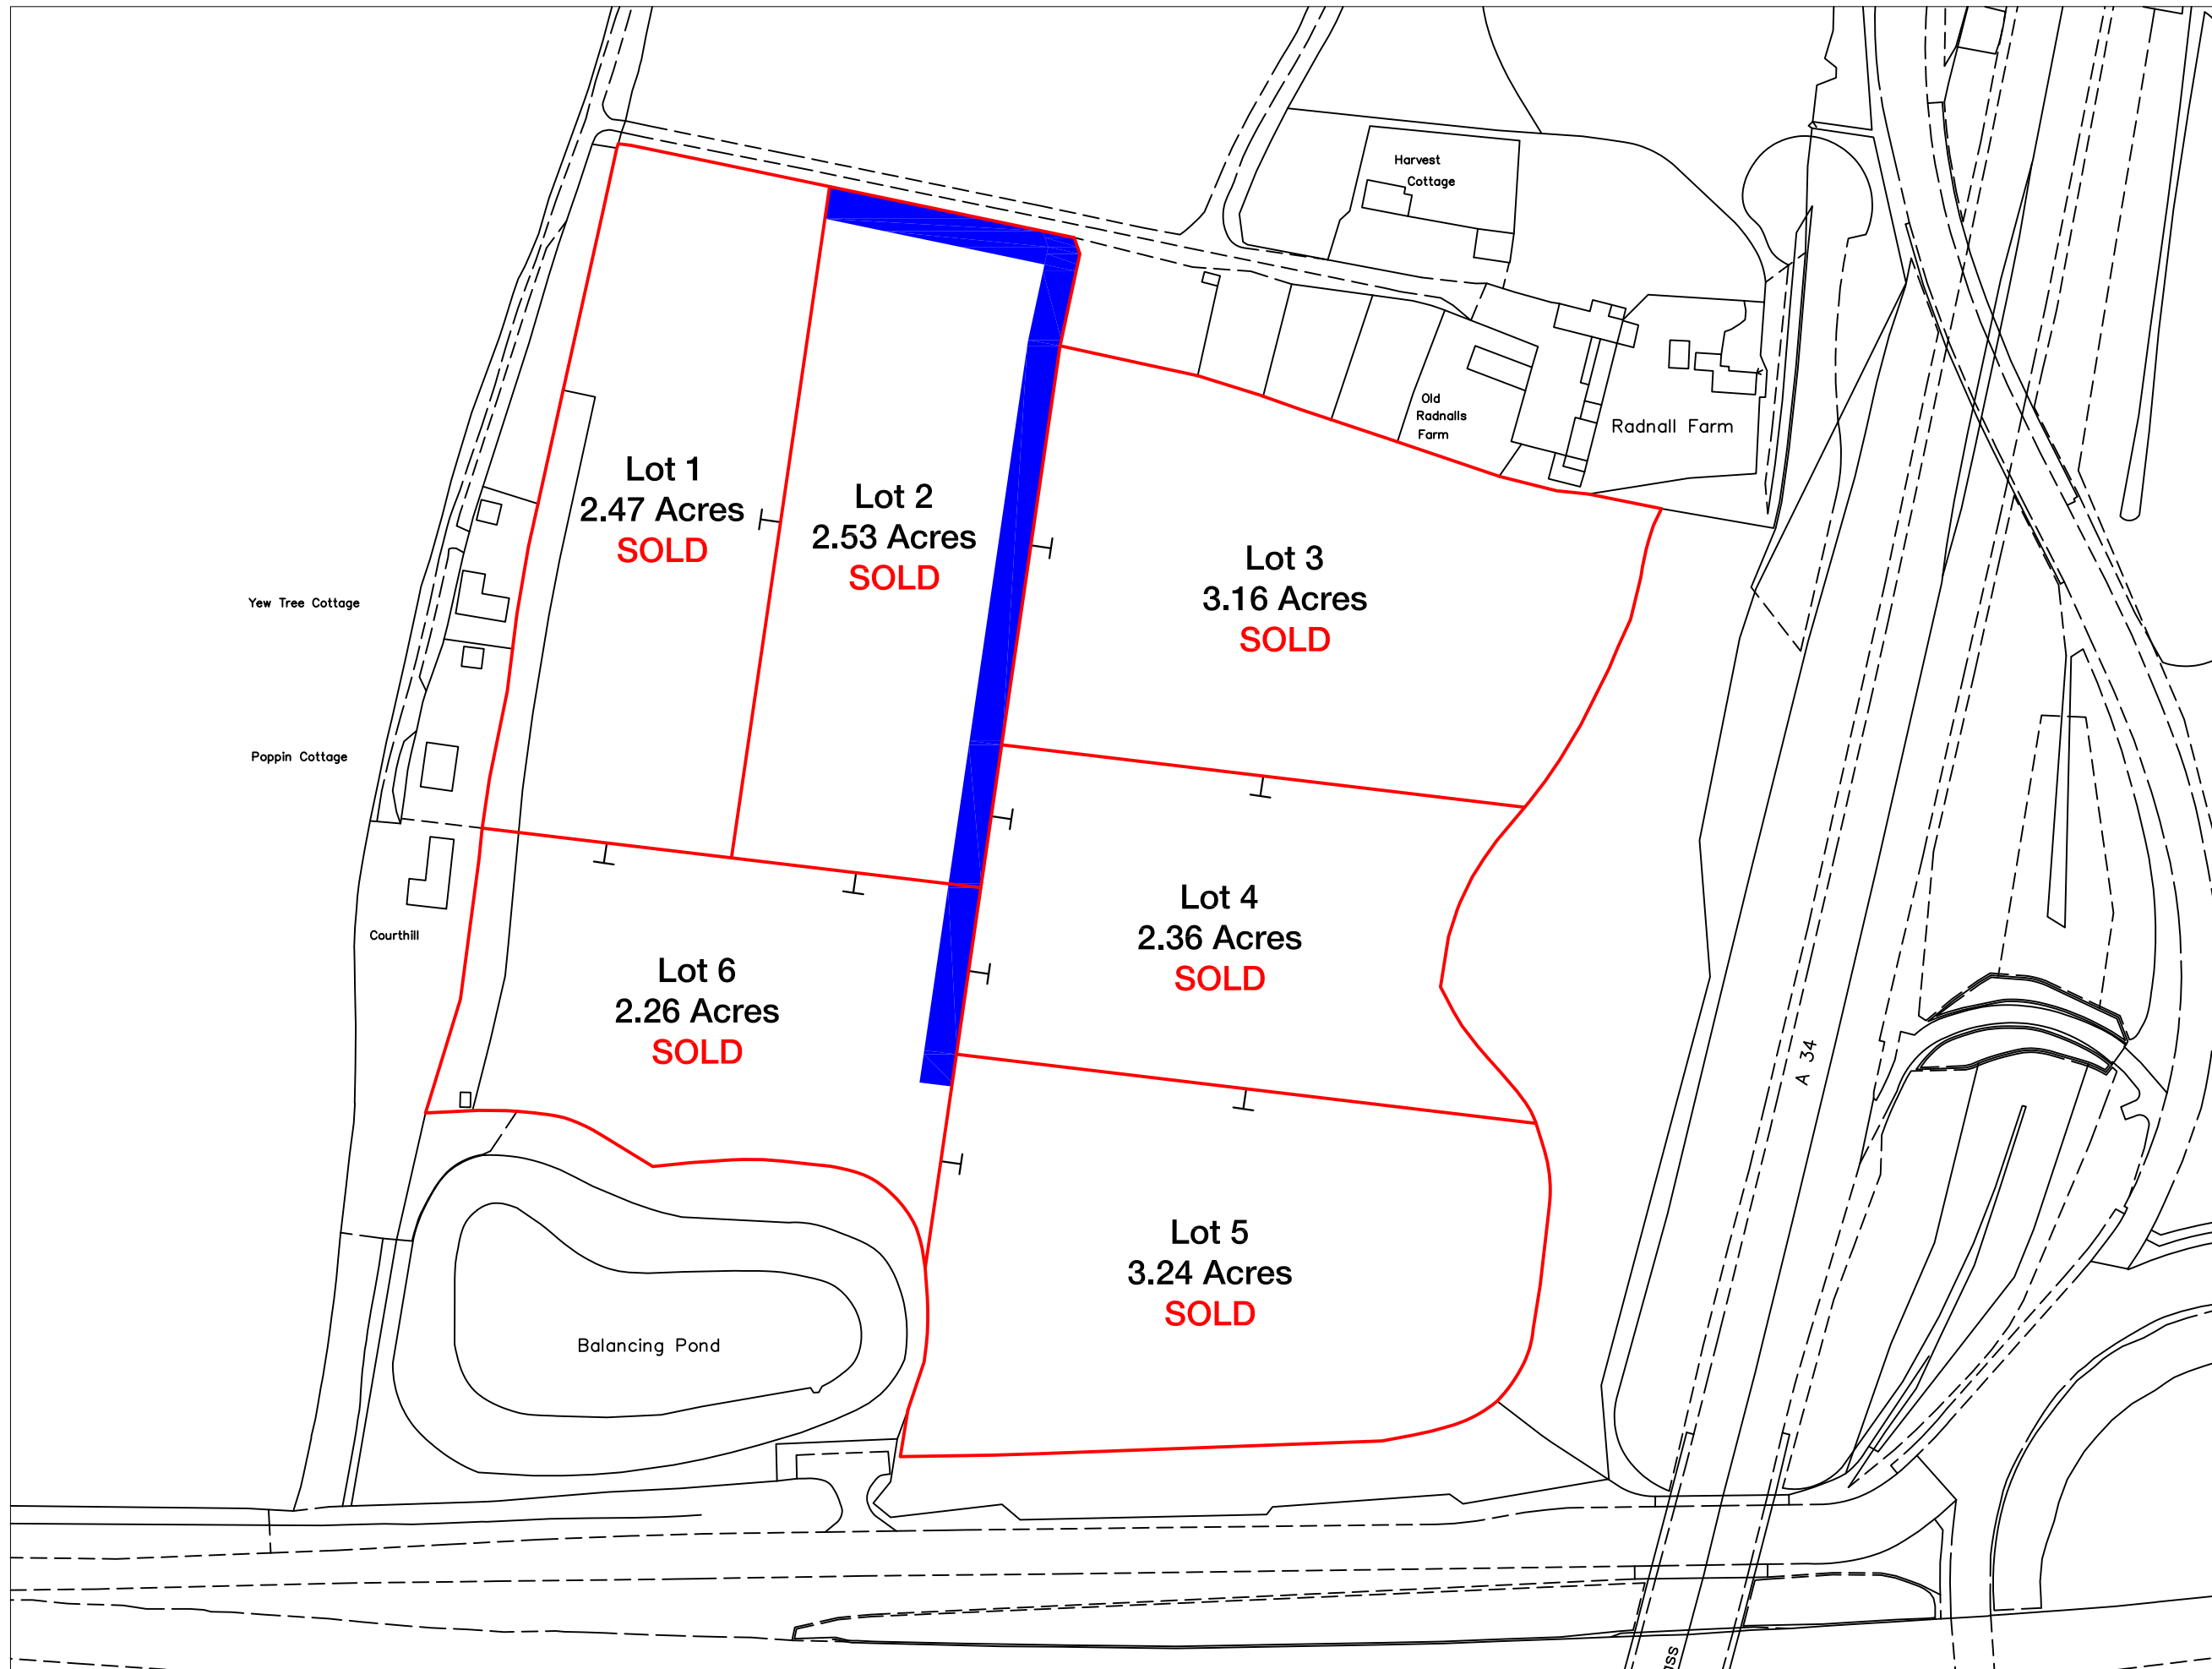 Harvest
Cottage
Old
Radnalls
Farm
Radnall Farm
Lot 1
2.47 Acres
SOLD
Lot 2
2.53 Acres
SOLD
Lot 3
3.16 Acres
SOLD
Yew Tree Cottage
Poppin Cottage
Courthill
Lot 4
2.36 Acres
SOLD
Lot 6
2.26 Acres
SOLD
A 34
Lot 5
3.24 Acres
SOLD
Balancing Pond